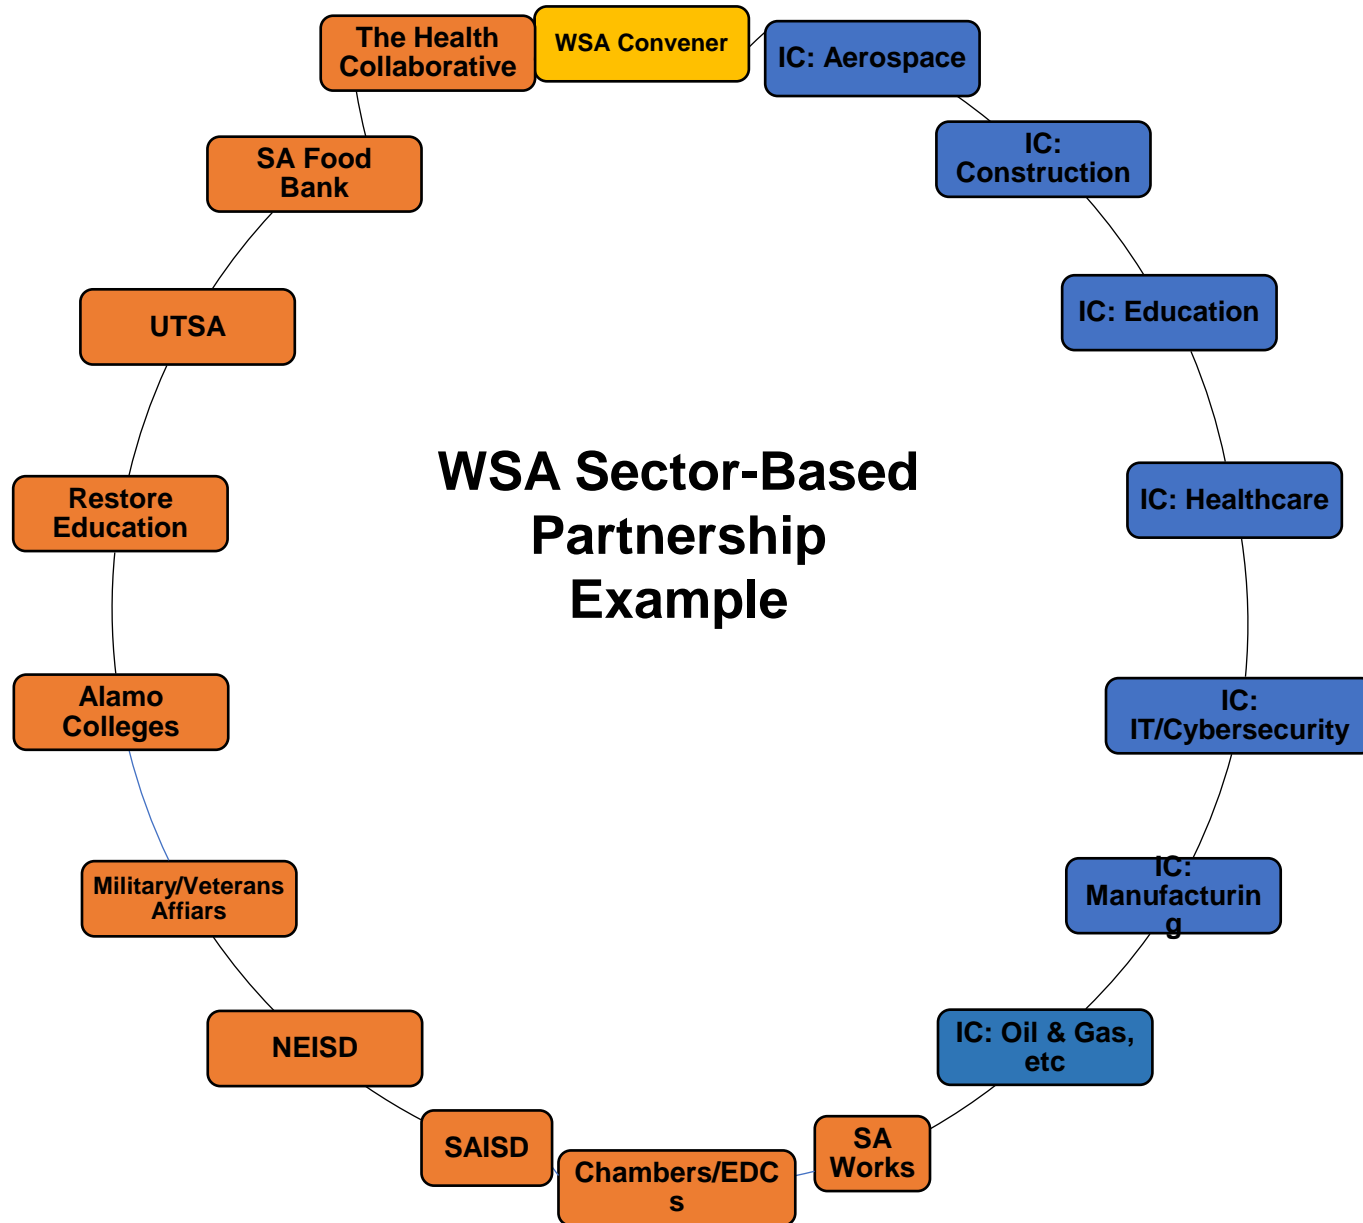 The Health
Collaborative
WSA Convener
IC: Aerospace
IC:
Construction
IC: Education
IC: Healthcare
IC:
IT/Cybersecurity
IC:
Manufacturin
g
IC: Oil & Gas,
etc
SA
Works
Chambers/EDC
s
SAISD
NEISD
Military/Veterans
Affiars
Alamo
Colleges
Restore
Education
UTSA
SA Food
Bank
WSA Sector-Based
Partnership
Example